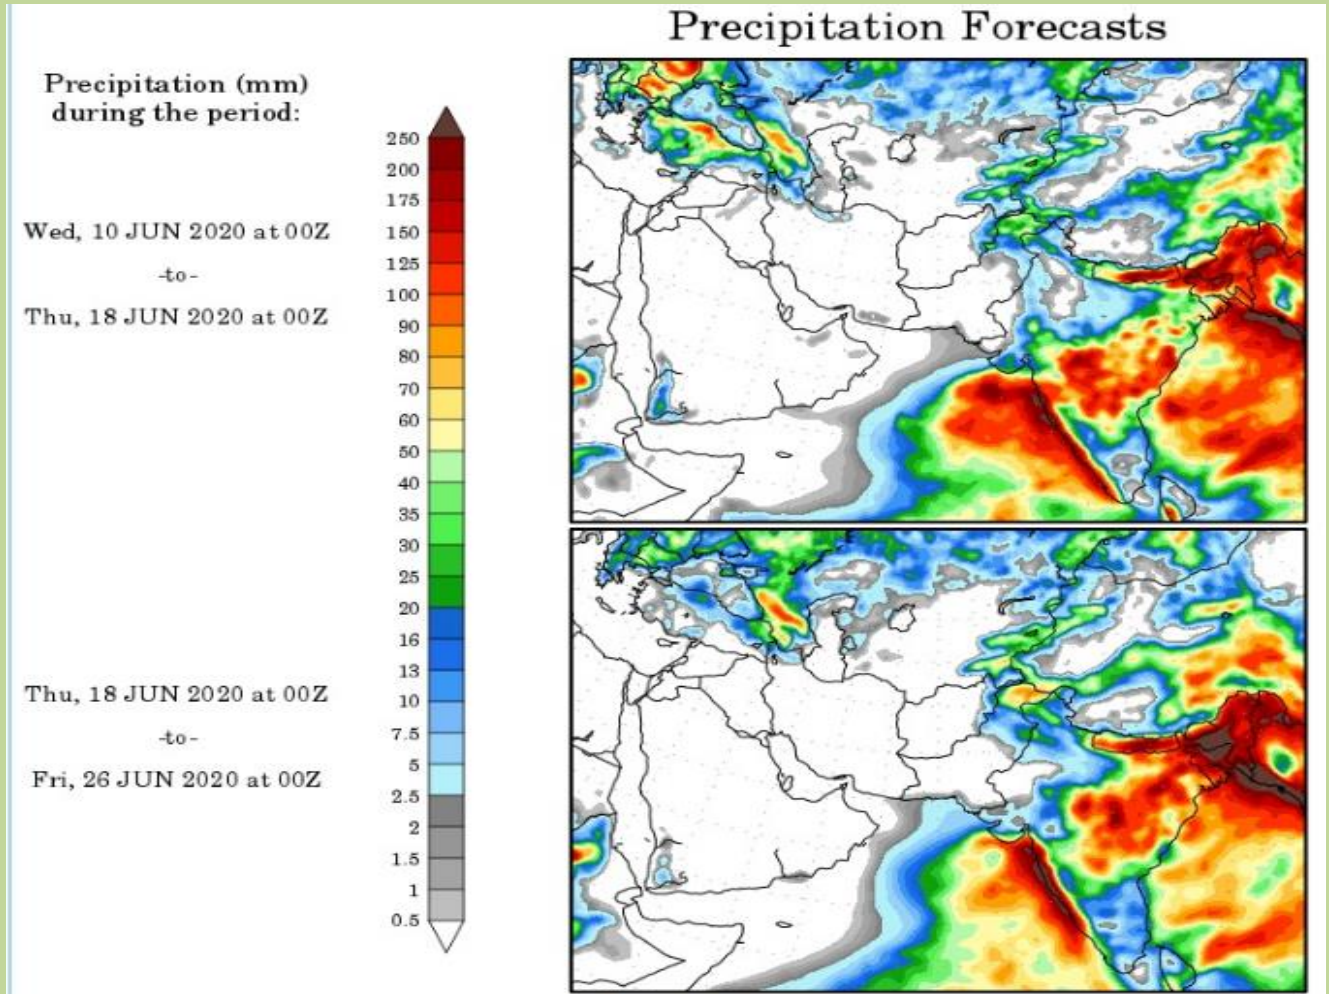 Precipitation Forecasts
Precipitation (mm)
during the period:
Wed, 10 JUN 2020 at 00Z
-to-
Thu, 18 JUN 2020 at 00Z
Thu, 18 JUN 2020 at 00Z
-to-
Fri, 26 JUN 2020 at 00Z
250
200
175
150
125
100
90
80
70
60
50
40
35
30
25
20
16
13
10
7.5
5
2.5
2
1.5
1
0.5